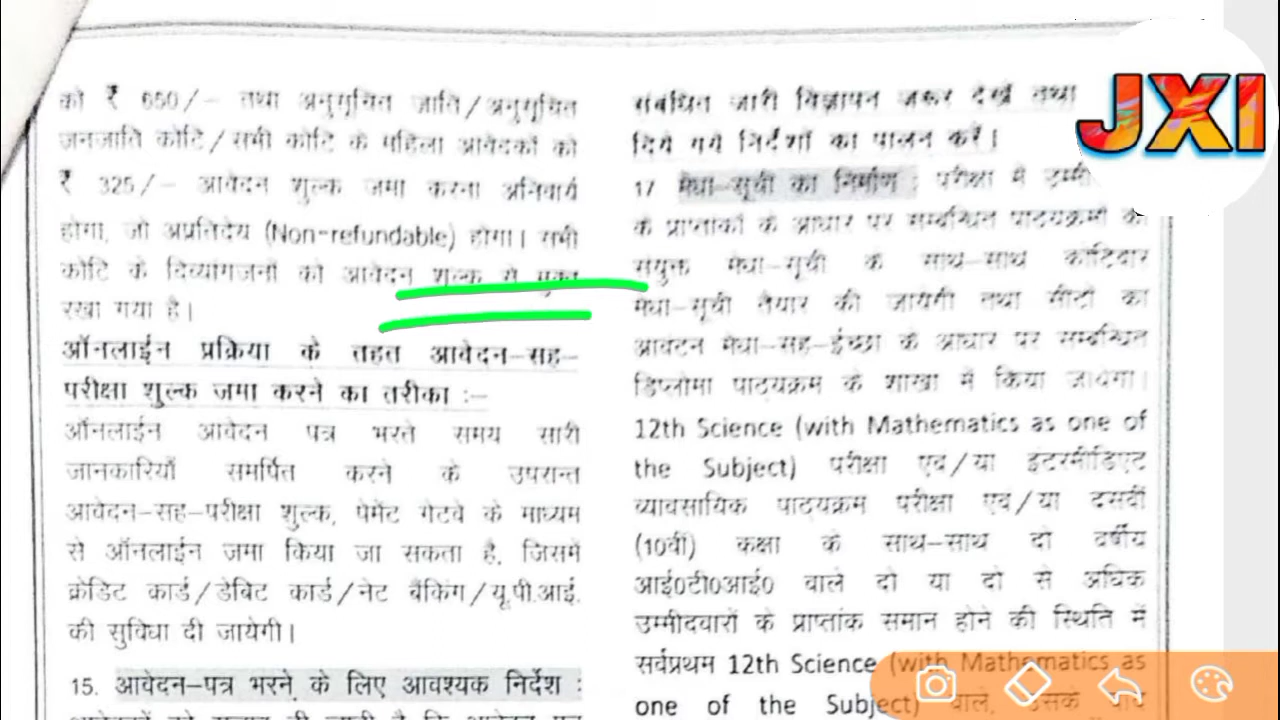 को ₹ 650/- तथा अनुसूचित जाति/अनुसूचित
जनजाति कोटि/सभी कोटि के महिला आवेदकों को
₹ 325/- आवेदन शुल्क जमा करना अनिवार्य
होगा, जो अप्रतिदेय (Non-refundable) होगा। सभी
कोटि के दिव्यांगजनों को आवेदन शुल्क से मुक्त
रखा गया है।
ऑनलाईन प्रक्रिया के तहत आवेदन-सह-
परीक्षा शुल्क जमा करने का तरीका :-
ऑनलाईन आवेदन पत्र भरते समय सारी
जानकारियाँ समर्पित करने के उपरान्त
आवेदन-सह-परीक्षा शुल्क, पेमेंट गेटवे के माध्यम
से ऑनलाईन जमा किया जा सकता है, जिसमें
क्रेडिट कार्ड/डेबिट कार्ड/नेट बैंकिंग/यू.पी.आई.
की सुविधा दी जायेगी।
15. आवेदन-पत्र भरने के लिए आवश्यक निर्देश :
संबंधित जारी विज्ञापन जरूर देखें तथा
दिये गये निर्देशों का पालन करें।
17 मेधा-सूची का निर्माण : परीक्षा में
के प्राप्तांकों के आधार पर सम्बन्धित पाठ्यक्रमों की
संयुक्त मेधा-सूची के साथ-साथ कोटिवार
मेधा-सूची तैयार की जायेगी तथा सीटों का
आवंटन मेधा-सह-ईच्छा के आधार पर सम्बन्धित
डिप्लोमा पाठ्यक्रम के शाखा में किया जायेगा।
12th Science (with Mathematics as one of
the Subject) परीक्षा एवं/या इंटरमीडिएट
व्यावसायिक पाठ्यक्रम परीक्षा एवं/या दसवीं
(10वीं) कक्षा के साथ-साथ दो वर्षीय
आई0टी0आई0 वाले दो या दो से अधिक
उम्मीदवारों के प्राप्तांक समान होने की स्थिति में
सर्वप्रथम 12th Science (with Mathematics as
one of the Subject) वाले, उसके बाद
JXI